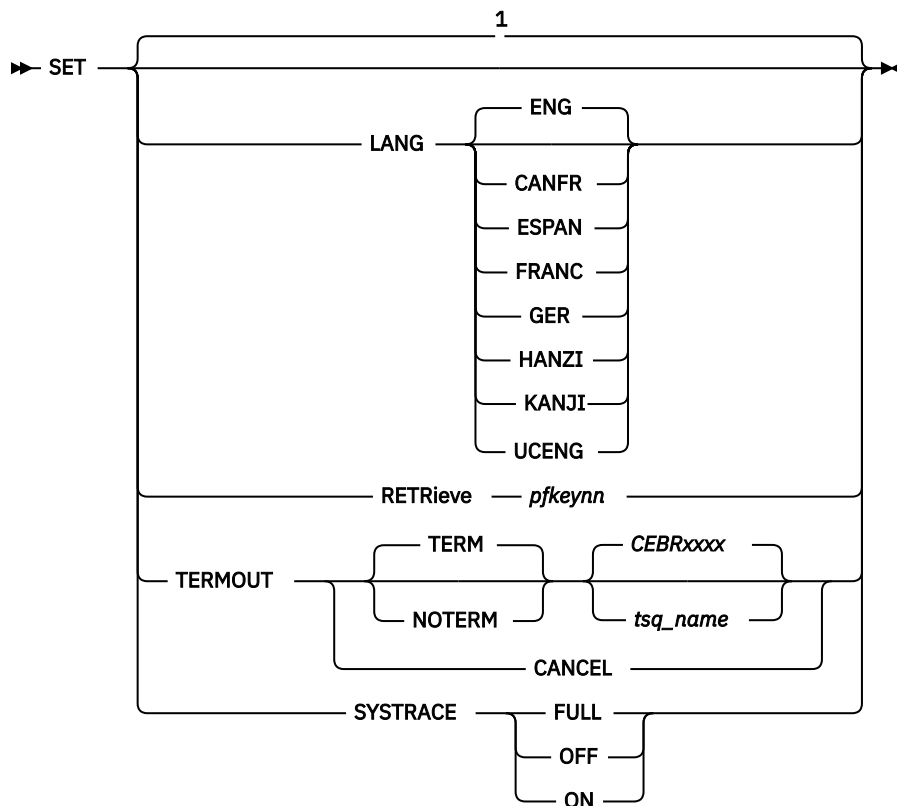 1
SET
ENG
LANG
CANFR
ESPAN
FRANC
GER
HANZI
KANJI
UCENG
RETRieve pfkeynn
TERM CEBRxxxx
TERMOUT
NOTERM tsq_name
CANCEL
SYSTRACE FULL
OFF
ON